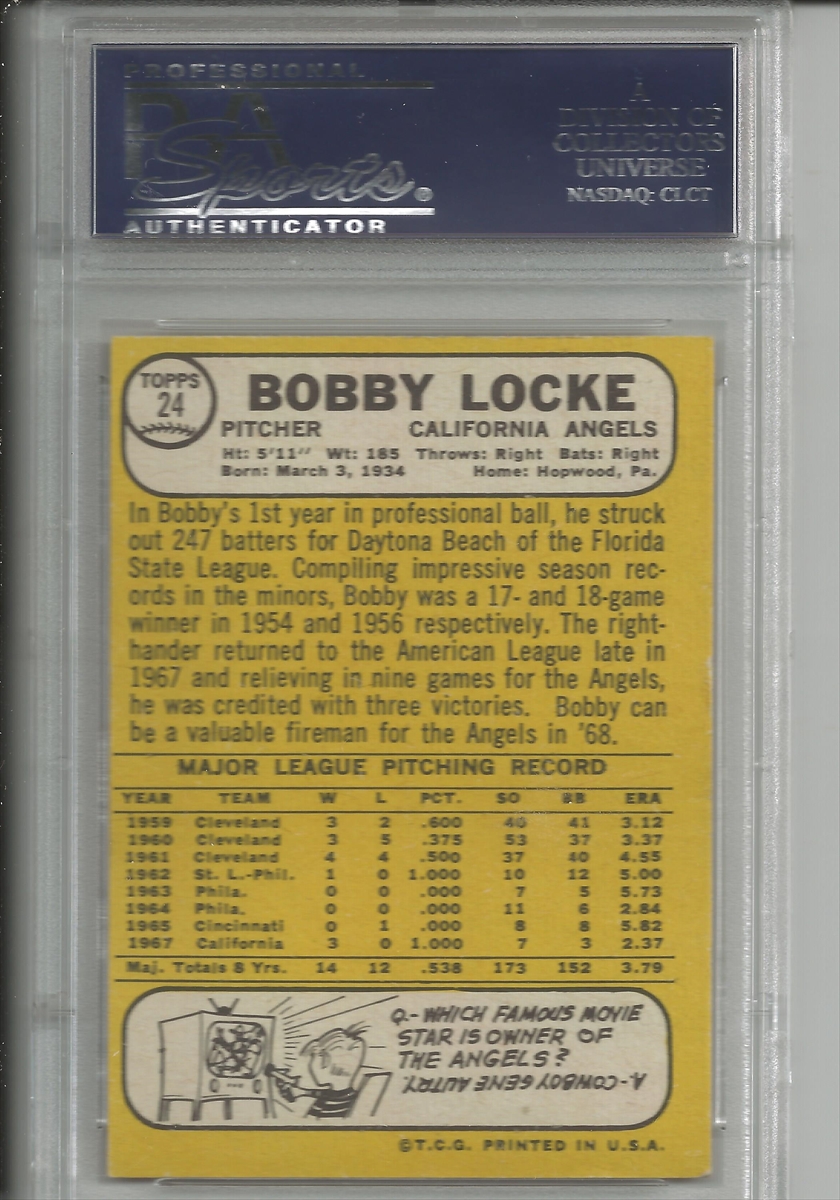 PROFESSIONAL
PSA
Sports®
AUTHENTICATOR
A
DIVISION OF
COLLECTORS
UNIVERSE
NASDAQ: CLCT
TOPPS
24
BOBBY LOCKE
PITCHER CALIFORNIA ANGELS
Ht: 5'11" Wt: 185 Throws: Right Bats: Right
Born: March 3, 1934 Home: Hopwood, Pa.
In Bobby's 1st year in professional ball, he struck
out 247 batters for Daytona Beach of the Florida
State League. Compiling impressive season rec-
ords in the minors, Bobby was a 17- and 18-game
winner in 1954 and 1956 respectively. The right-
hander returned to the American League late in
1967 and relieving in nine games for the Angels,
he was credited with three victories. Bobby can
be a valuable fireman for the Angels in '68.
MAJOR LEAGUE PITCHING RECORD
YEAR TEAM W L PCT. SO BB ERA
1959 Cleveland 3 2 .600 40 41 3.12
1960 Cleveland 3 5 .375 53 37 3.37
1961 Cleveland 4 4 .500 37 40 4.55
1962 St. L.-Phil. 1 0 1.000 10 12 5.00
1963 Phila. 0 0 .000 7 5 5.73
1964 Phila. 0 0 .000 11 6 2.84
1965 Cincinnati 0 1 .000 8 8 5.82
1967 California 3 0 1.000 7 3 2.37
Maj. Totals 8 Yrs. 14 12 .538 173 152 3.79
Q.- WHICH FAMOUS MOVIE
STAR IS OWNER OF
THE ANGELS?
A.- COWBOY GENE AUTRY.
©T.C.G. PRINTED IN U.S.A.